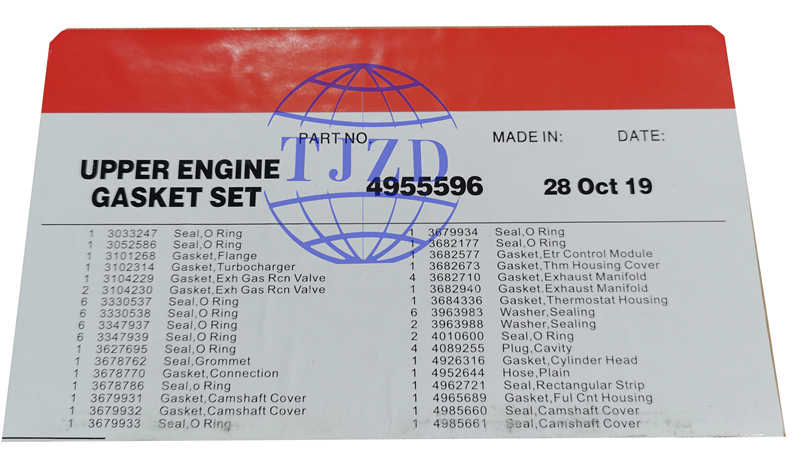 PART NO.
MADE IN:
DATE:
TJZD
UPPER ENGINE
GASKET SET
4955596
28 Oct 19
1 3033247 Seal,O Ring
1 3052586 Seal,O Ring
1 3101268 Gasket,Flange
1 3102314 Gasket,Turbocharger
1 3104229 Gasket,Exh Gas Rcn Valve
2 3104230 Gasket,Exh Gas Rcn Valve
6 3330537 Seal,O Ring
6 3330538 Seal,O Ring
6 3347937 Seal,O Ring
6 3347939 Seal,o Ring
1 3627695 Seal,O Ring
1 3678762 Seal,Grommet
1 3678770 Gasket,Connection
1 3678786 Seal,o Ring
1 3679931 Gasket,Camshaft Cover
1 3679932 Gasket,Camshaft Cover
1 3679933 Seal,O Ring
1 3679934 Seal,O Ring
1 3682177 Seal,O Ring
1 3682577 Gasket,Etr Control Module
1 3682673 Gasket,Thm Housing Cover
4 3682710 Gasket,Exhaust Manifold
1 3682940 Gasket.Exhaust Manifold
1 3684336 Gasket,Thermostat Housing
6 3963983 Washer,Sealing
2 3963988 Washer,Sealing
2 4010600 Seal,O Ring
4 4089255 Plug,Cavity
1 4926316 Gasket,Cylinder Head
1 4952644 Hose,Plain
1 4962721 Seal,Rectangular Strip
1 4965689 Gasket,Ful Cnt Housing
1 4985660 Seal,Camshaft Cover
1 4985661 Seal,Camshaft Cover